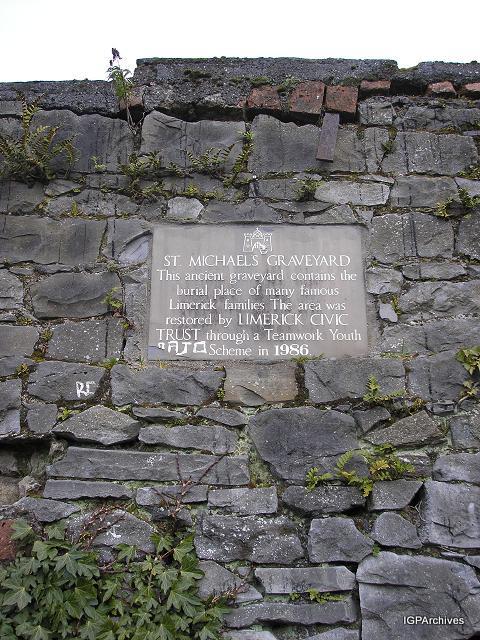 ST. MICHAELS GRAVEYARD
This ancient graveyard contains the
burial place of many famous
Limerick families The area was
restored by LIMERICK CIVIC
TRUST through a Teamwork Youth
Scheme in 1986.
IGPArchives